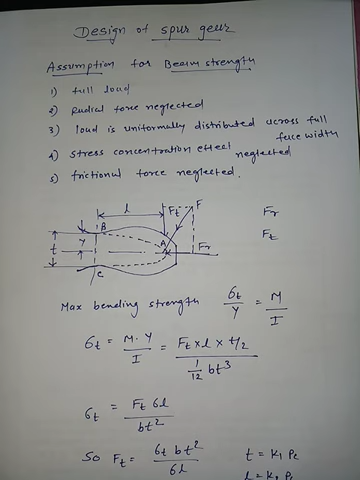 Design of spur gear
Assumption for Beam strength
1) full load
2) Radial force neglected
3) load is uniformally distributed across full face width
4) stress concentration effect neglected
5) frictional force neglected.
l Ft F Fr
B Ft
y A
t Fr
C
Max bending strength σt/y = M/I
σt = M·y/I = Ft×l×t/2 / 1/12 bt³
σt = Ft 6l / bt²
So Ft = σt bt² / 6l t = K1 Pc
l = K2 Pc